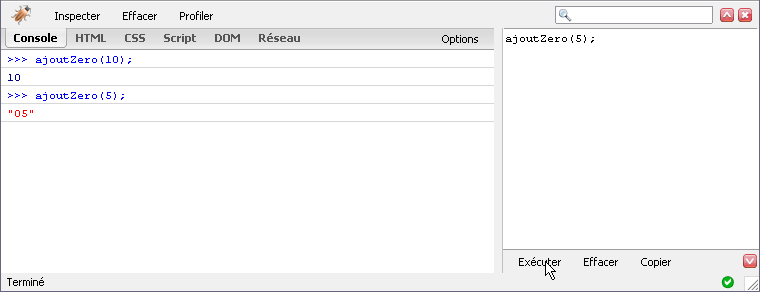 Inspecter Effacer Profiler
Console HTML CSS Script DOM Réseau Options
>>> ajoutZero(10);
10
>>> ajoutZero(5);
"05"
ajoutZero(5);
Exécuter Effacer Copier
Terminé